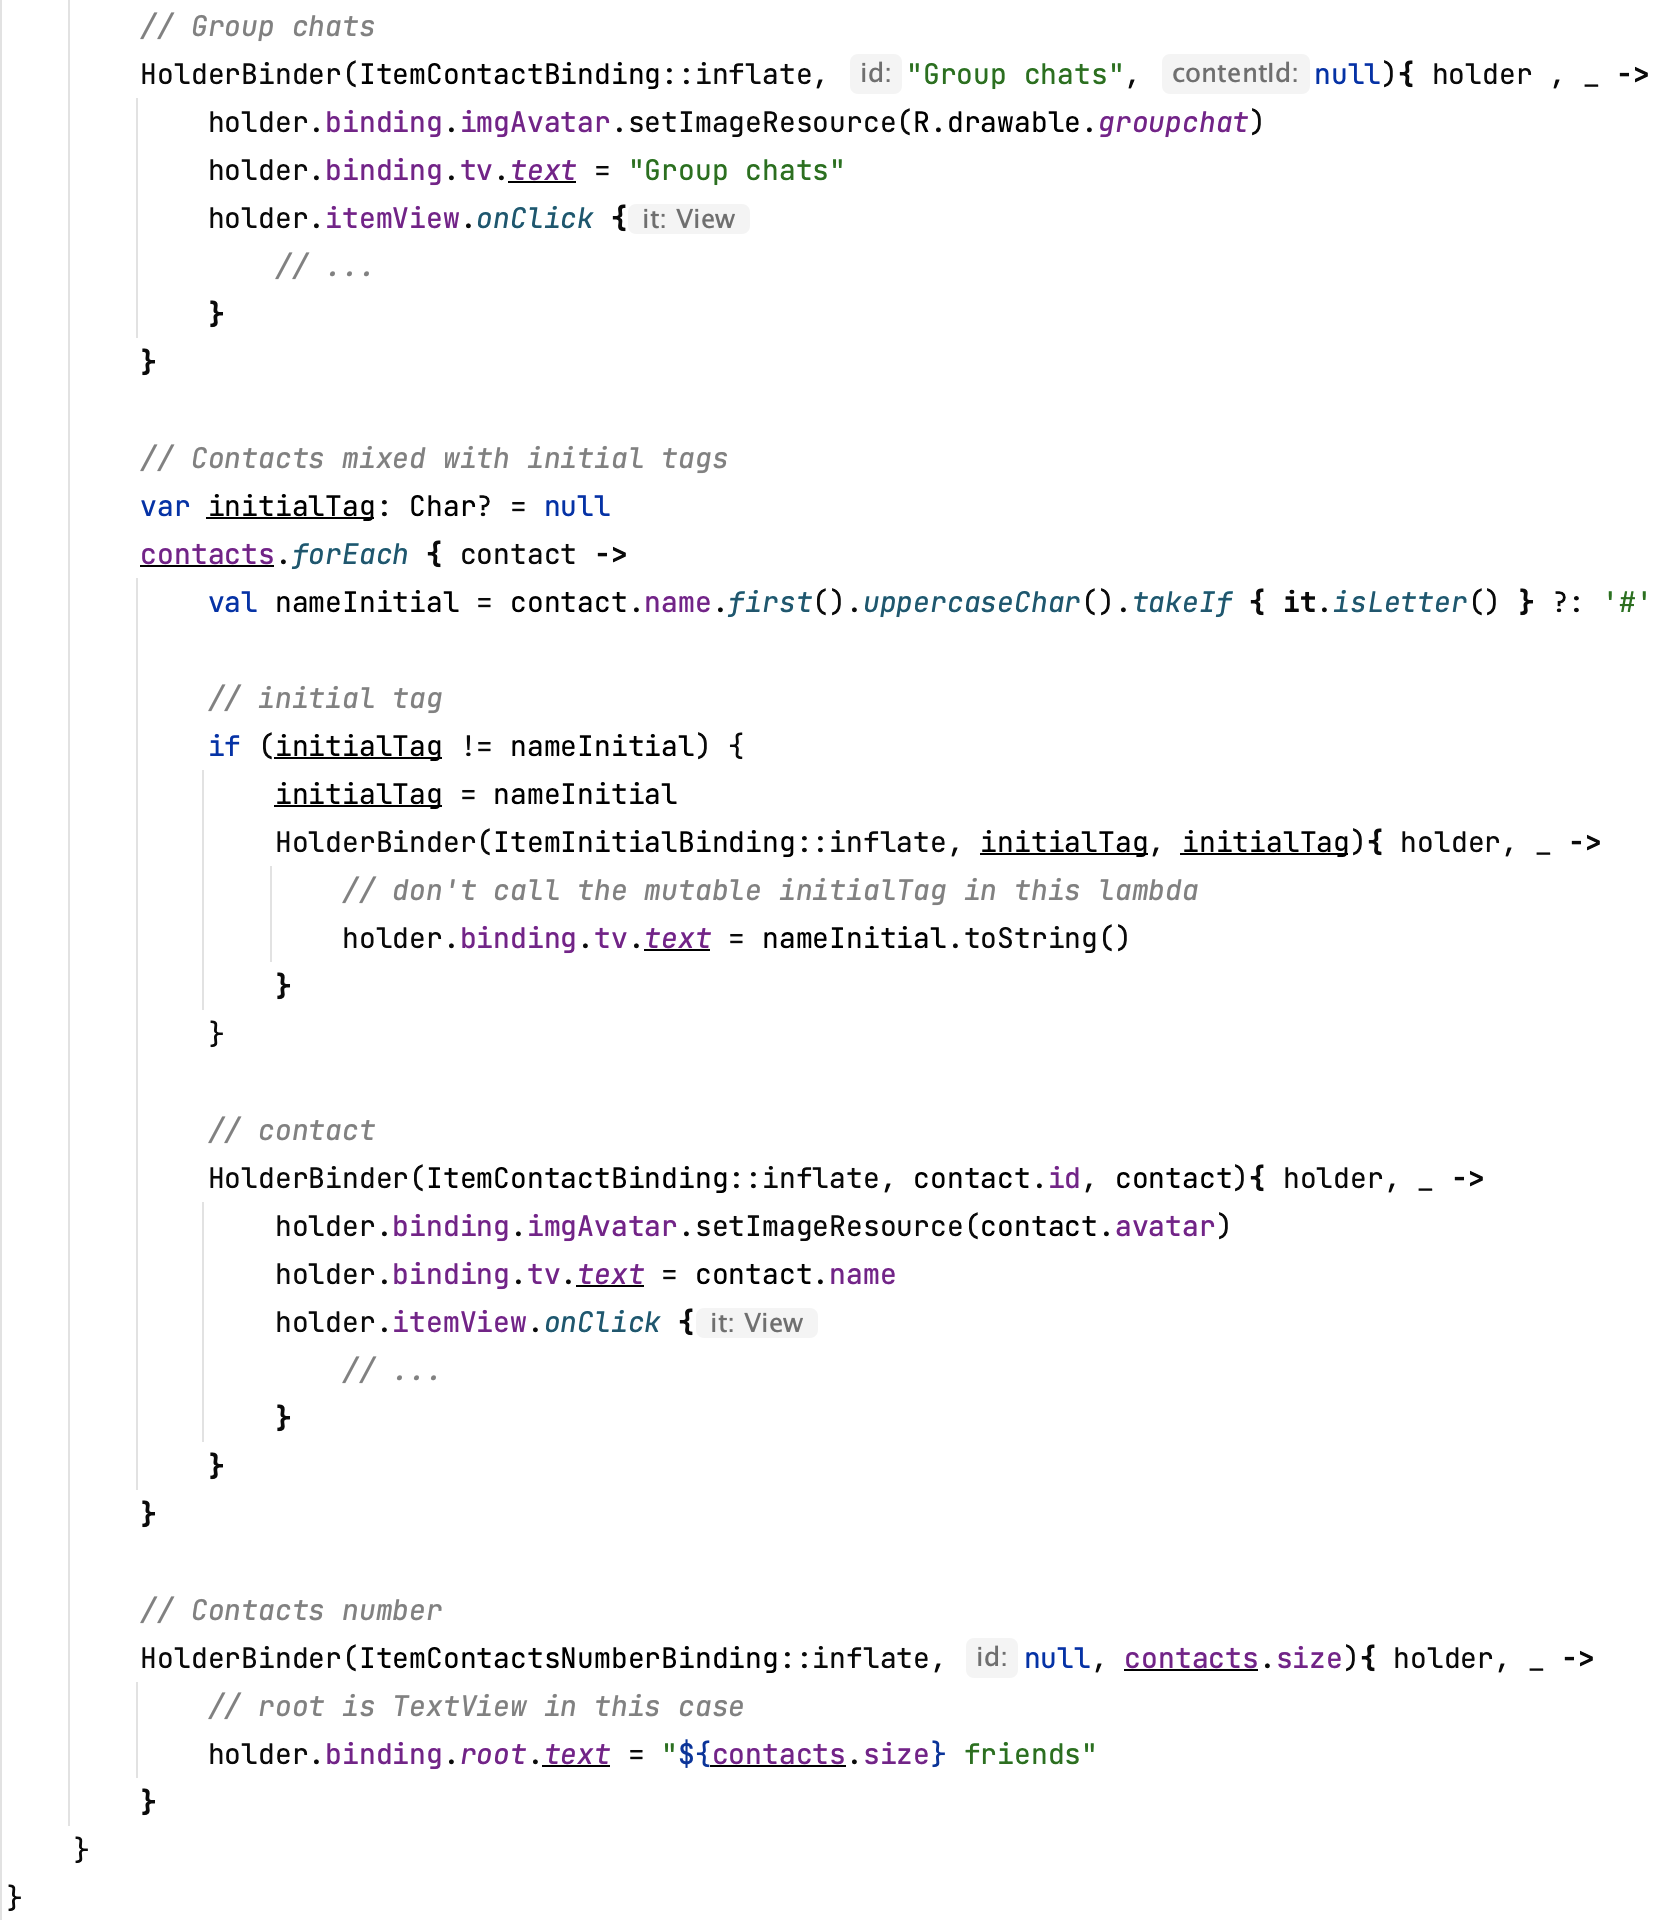 // Group chats
HolderBinder(ItemContactBinding::inflate, id: "Group chats", contentId: null){ holder , _ ->
holder.binding.imgAvatar.setImageResource(R.drawable.groupchat)
holder.binding.tv.text = "Group chats"
holder.itemView.onClick { it: View
// ...
}
}
// Contacts mixed with initial tags
var initialTag: Char? = null
contacts.forEach { contact ->
val nameInitial = contact.name.first().uppercaseChar().takeIf { it.isLetter() } ?: '#'
// initial tag
if (initialTag != nameInitial) {
initialTag = nameInitial
HolderBinder(ItemInitialBinding::inflate, initialTag, initialTag){ holder, _ ->
// don't call the mutable initialTag in this lambda
holder.binding.tv.text = nameInitial.toString()
}
}
// contact
HolderBinder(ItemContactBinding::inflate, contact.id, contact){ holder, _ ->
holder.binding.imgAvatar.setImageResource(contact.avatar)
holder.binding.tv.text = contact.name
holder.itemView.onClick { it: View
// ...
}
}
}
// Contacts number
HolderBinder(ItemContactsNumberBinding::inflate, id: null, contacts.size){ holder, _ ->
// root is TextView in this case
holder.binding.root.text = "${contacts.size} friends"
}
}
}